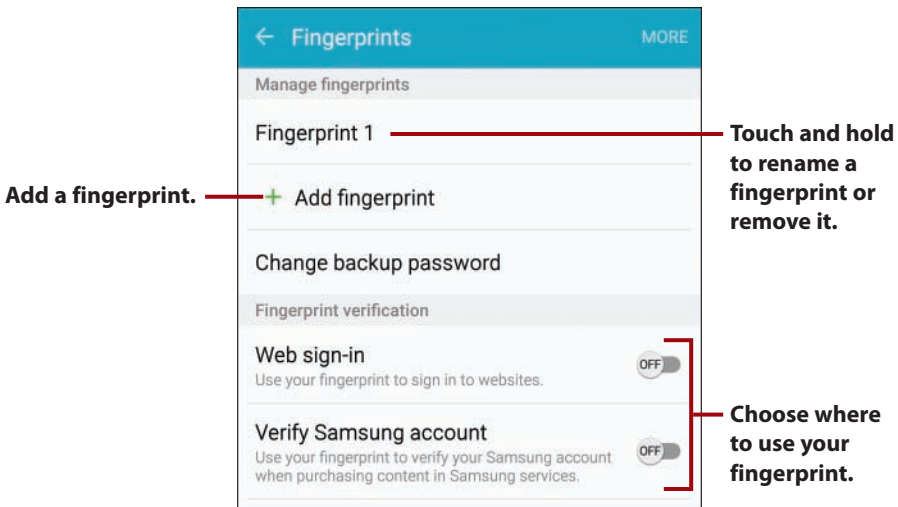 Fingerprints MORE
Manage fingerprints
Fingerprint 1
Touch and hold
to rename a
fingerprint or
remove it.
Add a fingerprint.
+ Add fingerprint
Change backup password
Fingerprint verification
Web sign-in
Use your fingerprint to sign in to websites.
OFF
Verify Samsung account
Use your fingerprint to verify your Samsung account
when purchasing content in Samsung services.
OFF
Choose where
to use your
fingerprint.